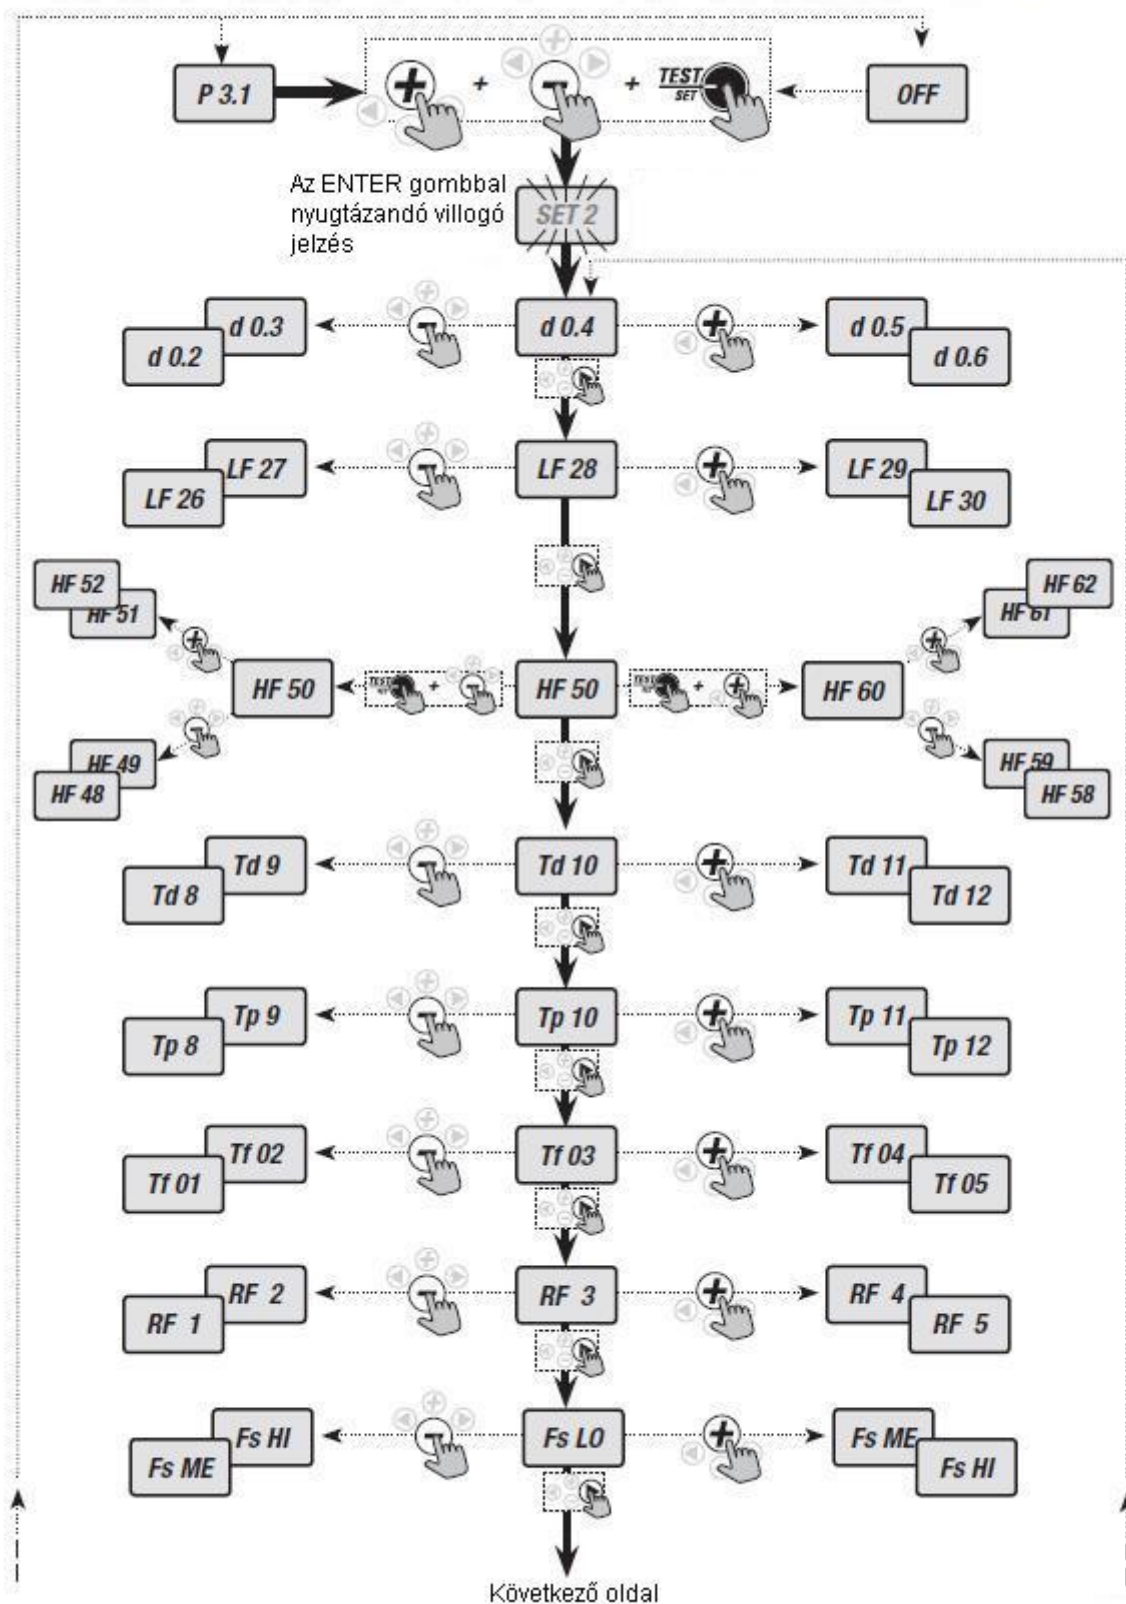 P 3.1
+
+
TEST
SET
OFF
Az ENTER gombbal
nyugtázandó villogó
jelzés
SET 2
d 0.3
d 0.2
d 0.4
d 0.5
d 0.6
LF 27
LF 26
LF 28
LF 29
LF 30
HF 52
HF 51
HF 62
HF 61
HF 50
TEST
SET
+
HF 50
TEST
SET
+
HF 60
HF 49
HF 48
HF 59
HF 58
Td 9
Td 8
Td 10
Td 11
Td 12
Tp 9
Tp 8
Tp 10
Tp 11
Tp 12
Tf 02
Tf 01
Tf 03
Tf 04
Tf 05
RF 2
RF 1
RF 3
RF 4
RF 5
Fs HI
Fs ME
Fs LO
Fs ME
Fs HI
Következő oldal